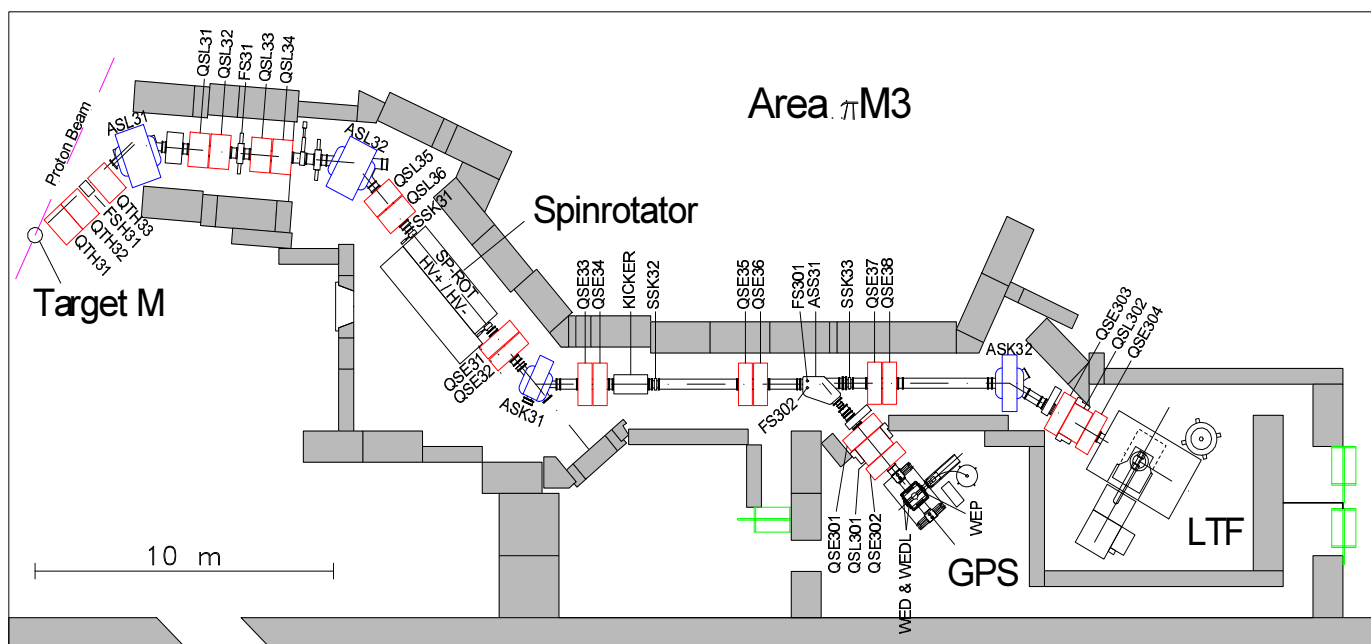 Area πM3
QSL31
QSL32
FS31
QSL33
QSL34
Proton Beam
ASL31
ASL32
QSL35
QSL36
SSK31
Spinrotator
QTH33
FSH31
QTH32
QTH31
Target M
SP-ROT
HV+ / HV-
QSE31
QSE32
ASK31
QSE33
QSE34
KICKER
SSK32
QSE35
QSE36
FS301
ASS31
SSK33
QSE37
QSE38
FS302
ASK32
QSE303
QSL302
QSE304
QSE301
QSL301
QSE302
WED & WEDL
WEP
GPS
LTF
10 m